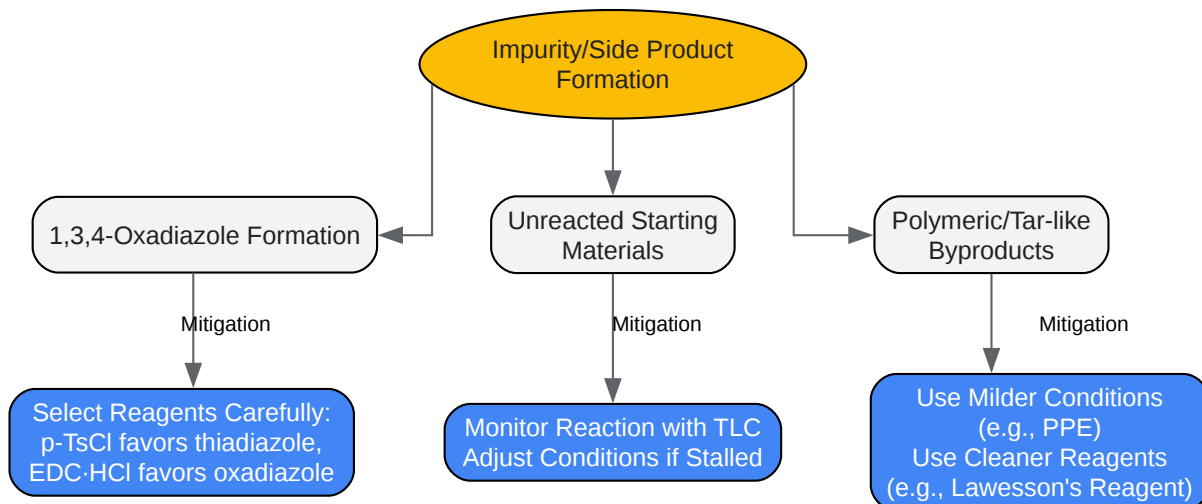 Impurity/Side Product
Formation
1,3,4-Oxadiazole Formation
Unreacted Starting
Materials
Polymeric/Tar-like
Byproducts
Mitigation
Mitigation
Mitigation
Select Reagents Carefully:
p-TsCl favors thiadiazole,
EDC·HCl favors oxadiazole
Monitor Reaction with TLC
Adjust Conditions if Stalled
Use Milder Conditions
(e.g., PPE)
Use Cleaner Reagents
(e.g., Lawesson's Reagent)